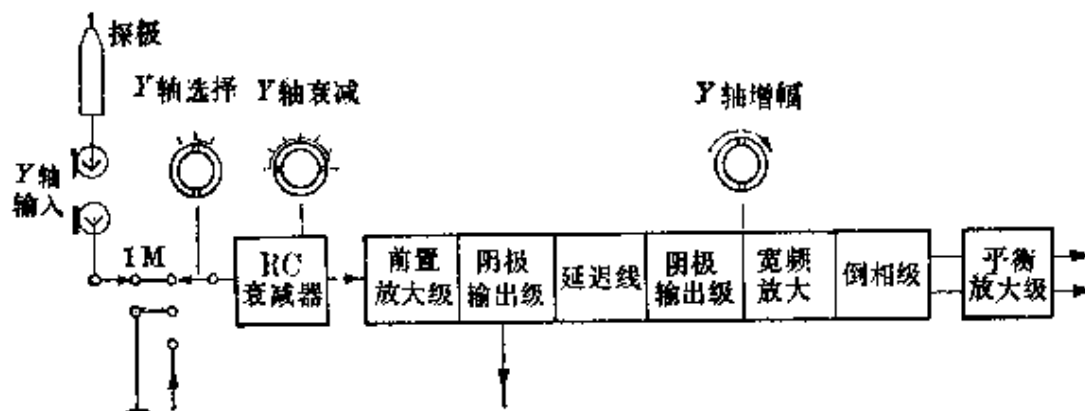 探极
Y轴选择
Y轴衰减
Y轴增幅
Y轴
输入
1M
RC
衰减器
前置
放大级
阴极
输出级
延迟线
阴极
输出级
宽频
放大
倒相级
平衡
放大级